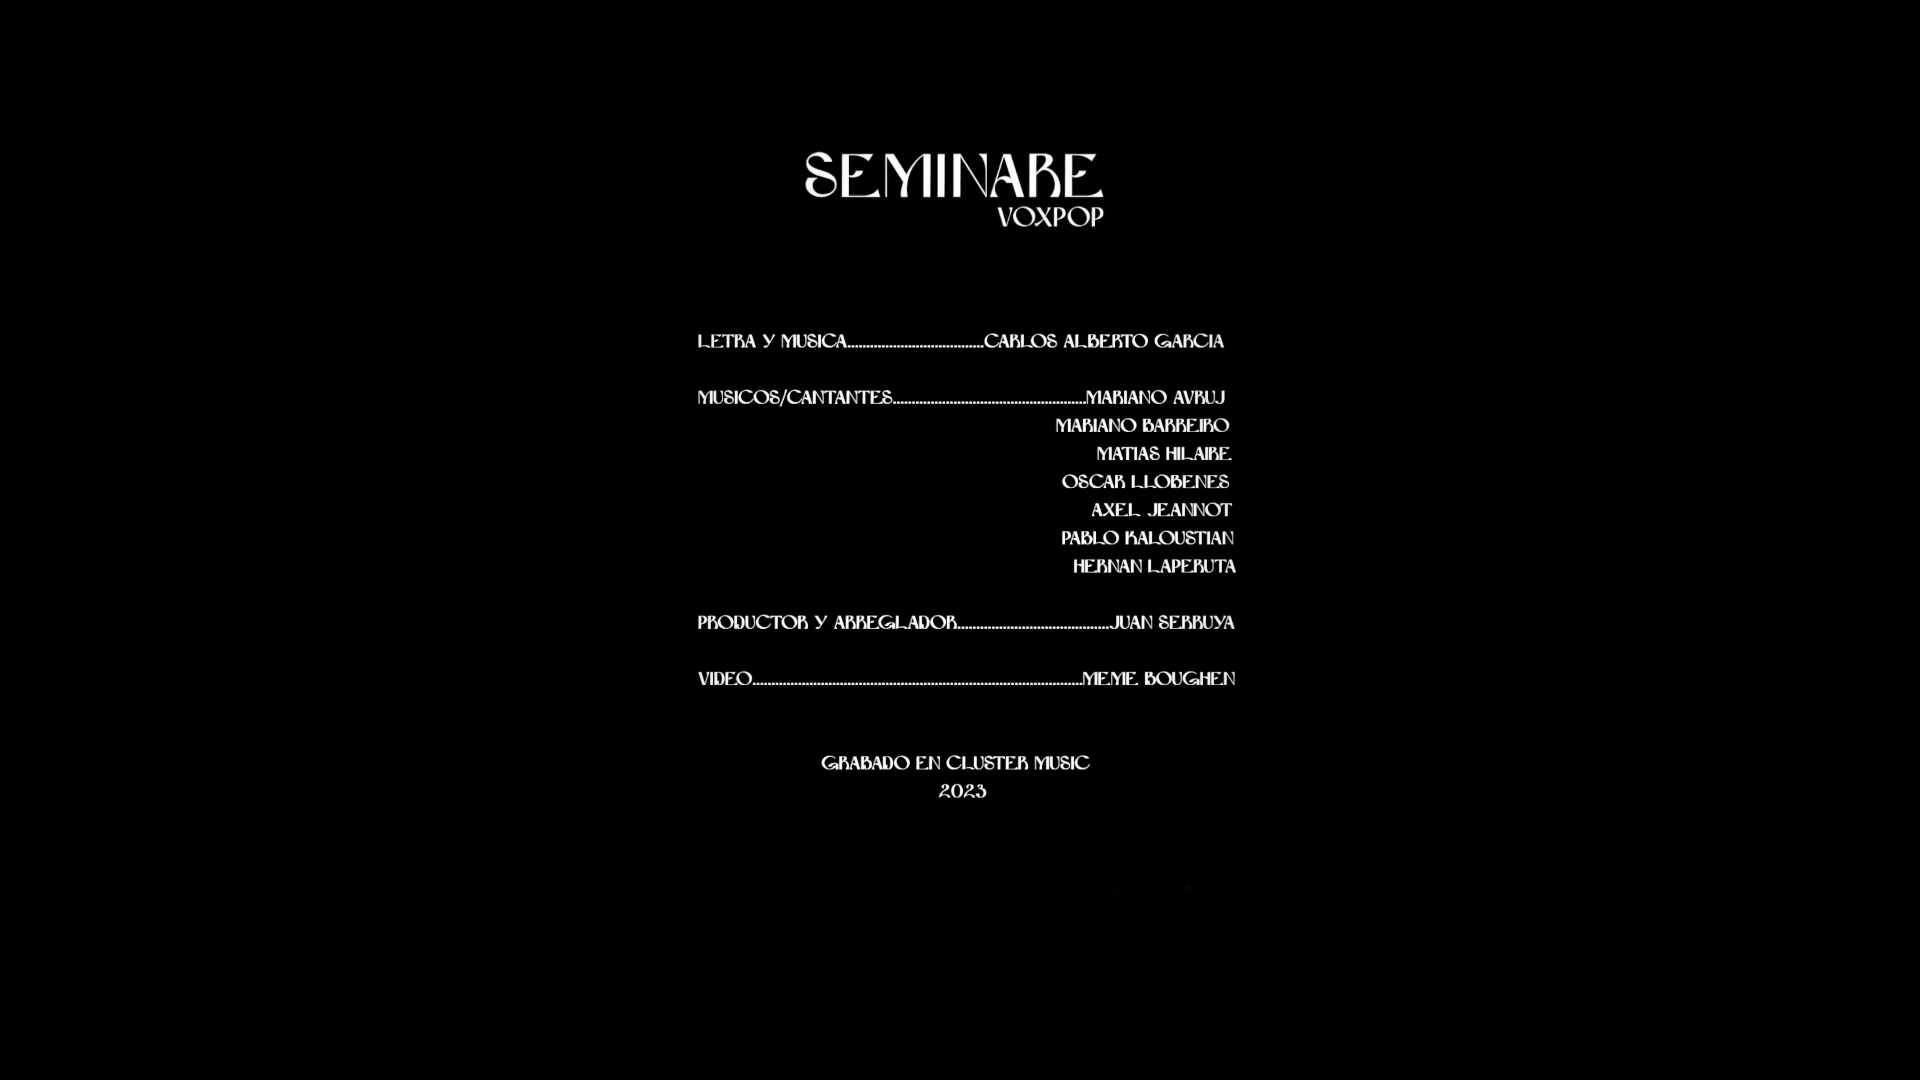 SEMINARE
VOXPOP
LETRA Y MUSICA....................................CARLOS ALBERTO GARCIA
MUSICOS/CANTANTES...................................................MARIANO AVRUJ
MARIANO BARREIRO
MATIAS HILAIRE
OSCAR LLOBENES
AXEL JEANNOT
PABLO KALOUSTIAN
HERNAN LAPERUTA
PRODUCTOR Y ARREGLADOR........................................JUAN SERRUYA
VIDEO.......................................................................................MEME BOUGHEN
GRABADO EN CLUSTER MUSIC
2023